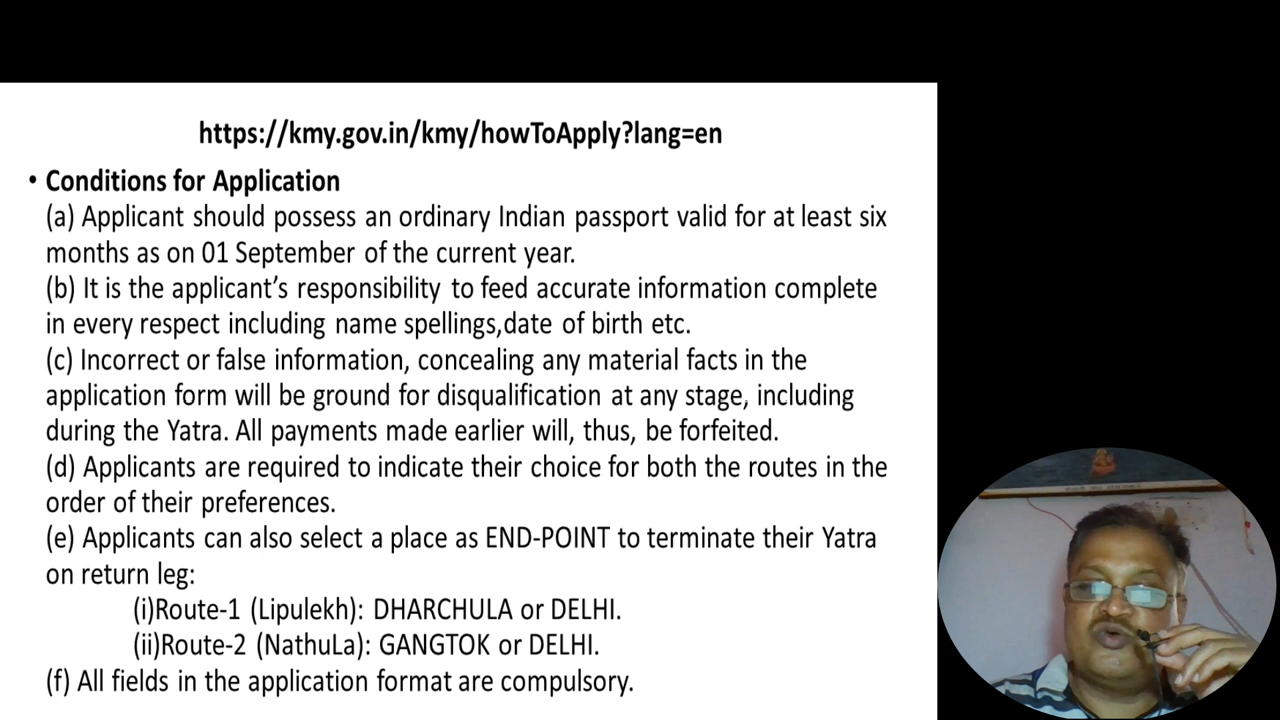 https://kmy.gov.in/kmy/howToApply?lang=en
• Conditions for Application
(a) Applicant should possess an ordinary Indian passport valid for at least six
months as on 01 September of the current year.
(b) It is the applicant's responsibility to feed accurate information complete
in every respect including name spellings,date of birth etc.
(c) Incorrect or false information, concealing any material facts in the
application form will be ground for disqualification at any stage, including
during the Yatra. All payments made earlier will, thus, be forfeited.
(d) Applicants are required to indicate their choice for both the routes in the
order of their preferences.
(e) Applicants can also select a place as END-POINT to terminate their Yatra
on return leg:
(i)Route-1 (Lipulekh): DHARCHULA or DELHI.
(ii)Route-2 (NathuLa): GANGTOK or DELHI.
(f) All fields in the application format are compulsory.